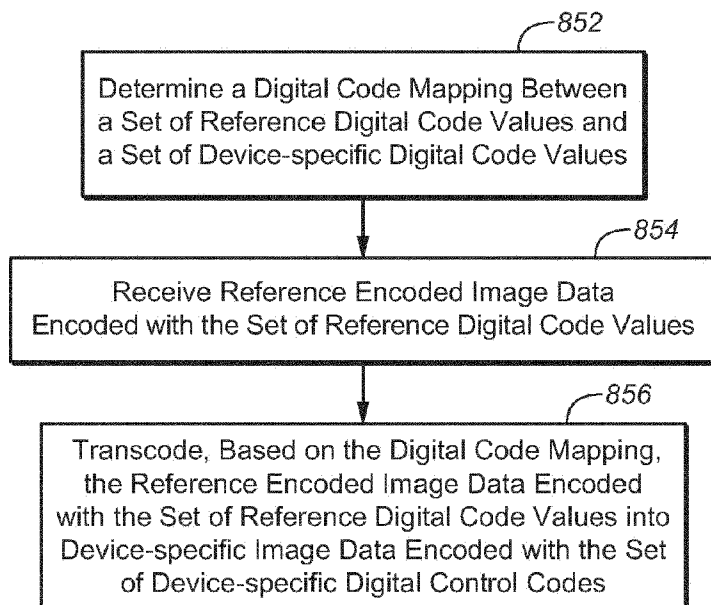 852
Determine a Digital Code Mapping Between
a Set of Reference Digital Code Values and
a Set of Device-specific Digital Code Values
854
Receive Reference Encoded Image Data
Encoded with the Set of Reference Digital Code Values
856
Transcode, Based on the Digital Code Mapping,
the Reference Encoded Image Data Encoded
with the Set of Reference Digital Code Values into
Device-specific Image Data Encoded with the Set
of Device-specific Digital Control Codes